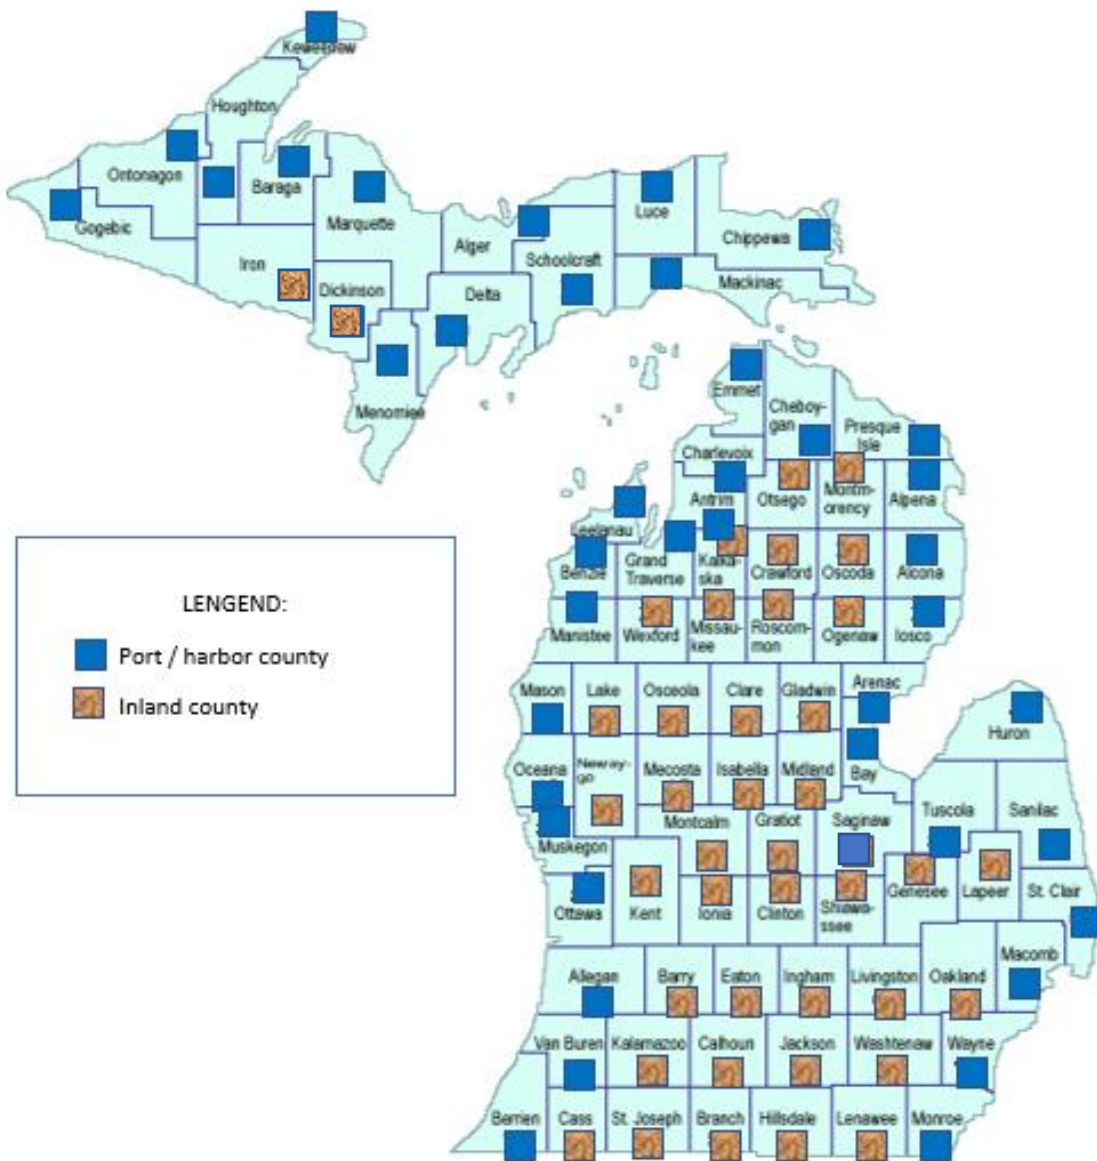 Keweenaw
Houghton
Ontonagon
Baraga
Gogebic
Marquette
Iron
Dickinson
Alger
Schoolcraft
Luce
Chippewa
Mackinac
Delta
Menomiee
Emmet
Cheboy-
gan
Presque
Isle
Charlevoix
Antrim
Otsego
Montm-
orency
Alpena
Leelanau
Benzie
Grand
Traverse
Kalka-
ska
Crawford
Oscoda
Alcona
Manistee
Wexford
Missau-
kee
Roscom-
mon
Ogenaw
Iosco
LENGEND:
Port / harbor county
Inland county
Mason
Lake
Osceola
Clare
Gladwin
Arenac
Huron
Oceana
Neway-
go
Mecosta
Isabella
Midland
Bay
Muskegon
Montcalm
Gratiot
Saginaw
Tuscola
Sanilac
Ottawa
Kent
Ionia
Clinton
Shiawa-
ssee
Genesee
Lapeer
St. Clair
Allegan
Barry
Eaton
Ingham
Livingston
Oakland
Macomb
Van Buren
Kalamazoo
Calhoun
Jackson
Washtenaw
Wayne
Berrien
Cass
St. Joseph
Branch
Hillsdale
Lenawee
Monroe